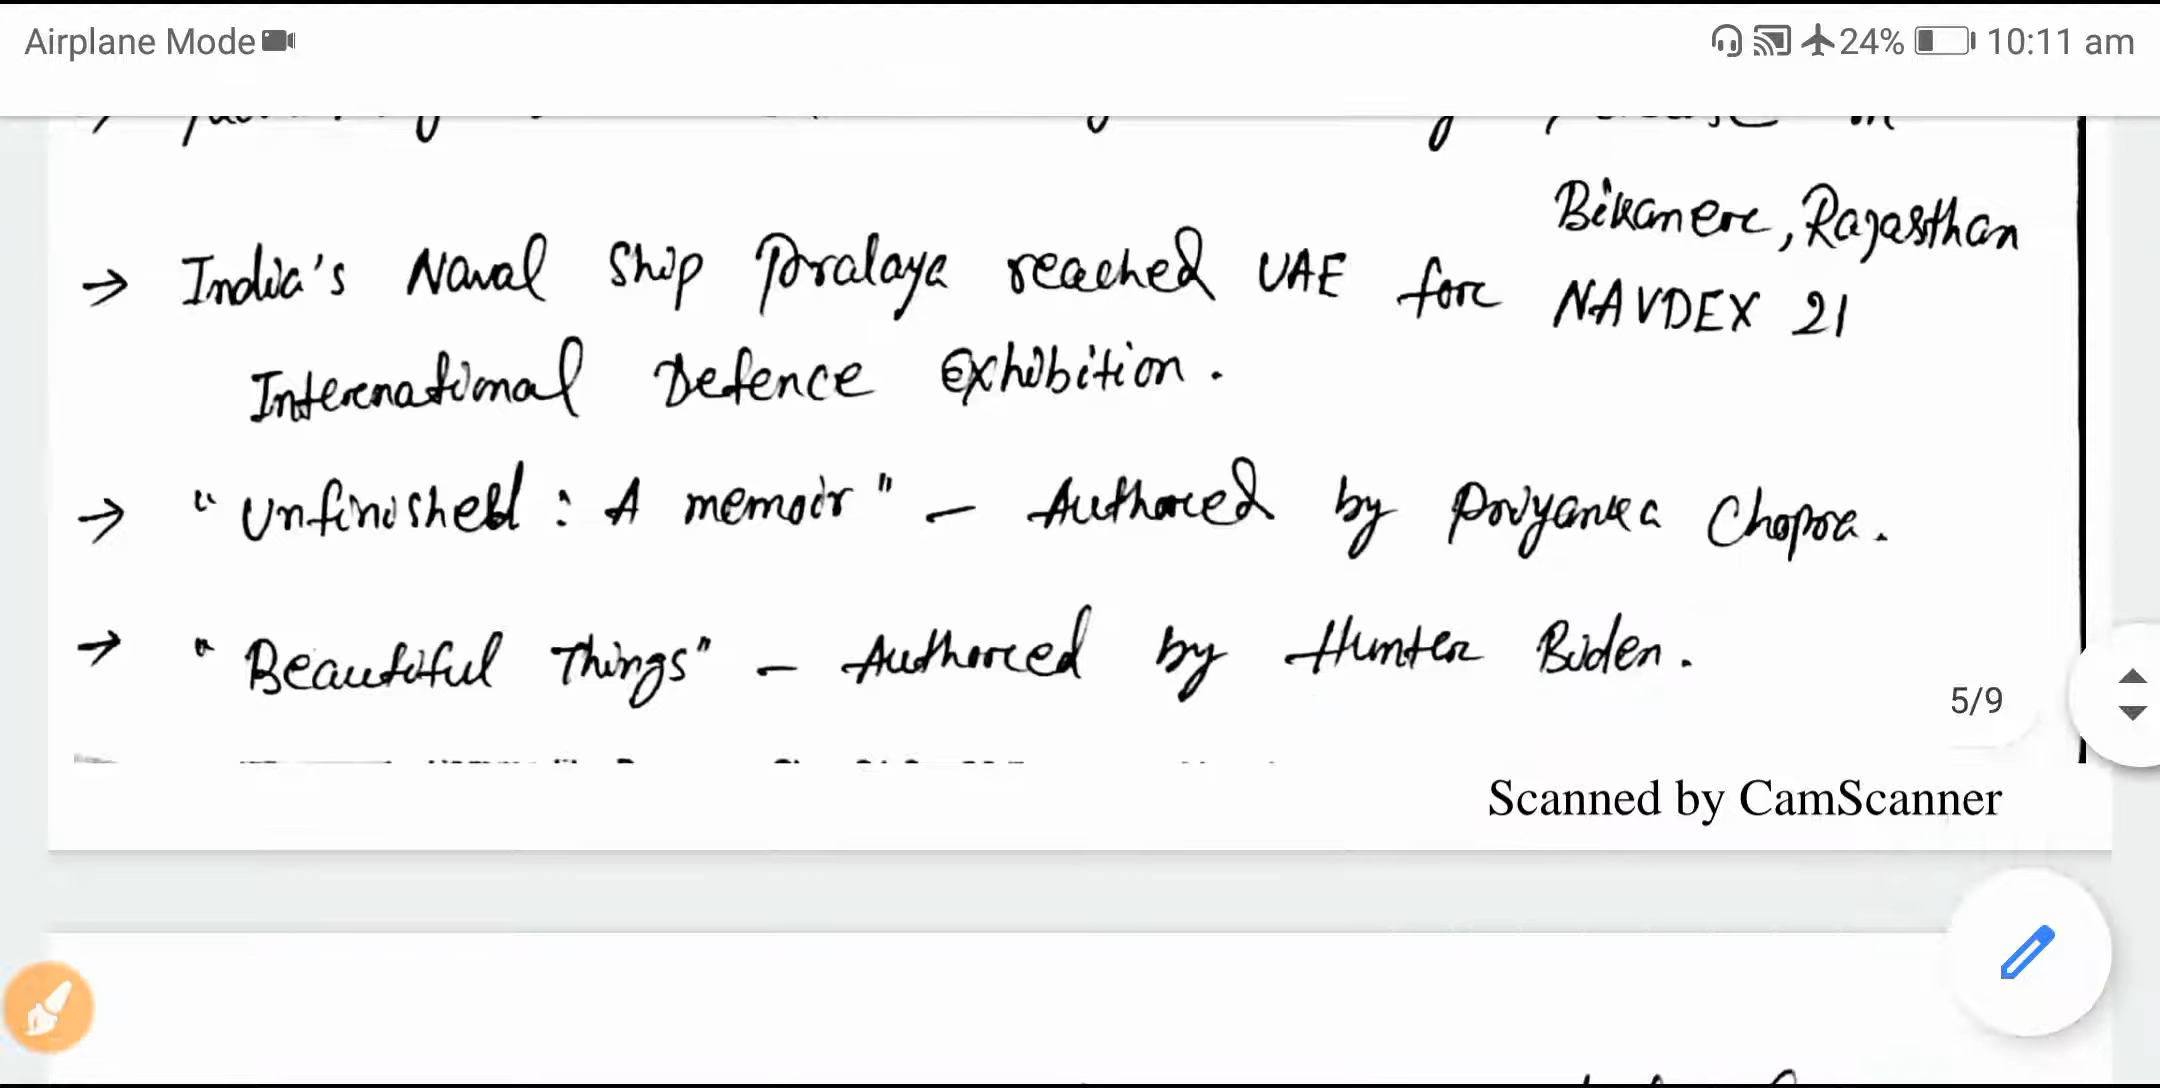 Airplane Mode 24% 10:11 am
Bikanere, Rajasthan
→ India's Naval Ship Pralaya reached UAE for NAVDEX 21
International Defence Exhibition.
→ "Unfinished : A memoir" - Authored by Priyanka Chopra.
→ "Beautiful Things" - Authored by Hunter Biden.
5/9
Scanned by CamScanner